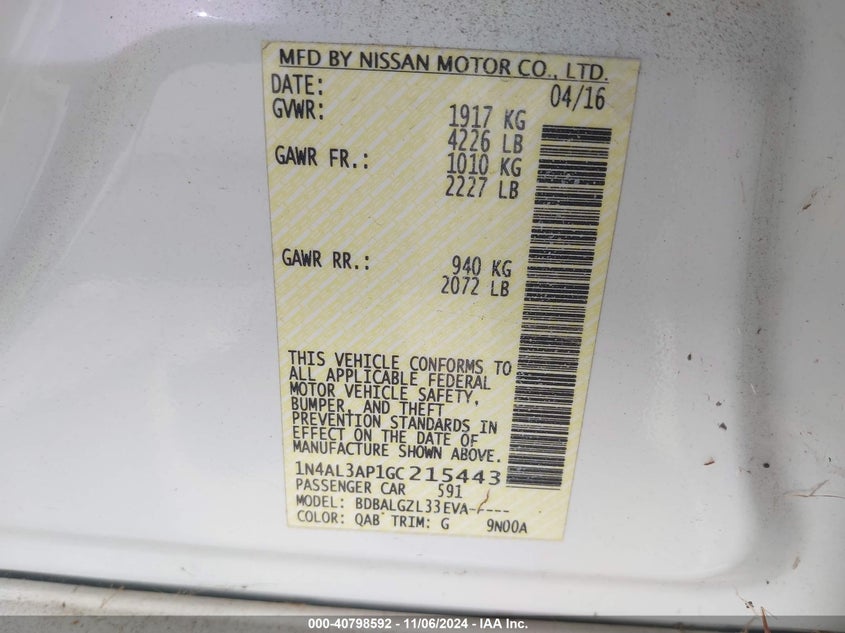 MFD BY NISSAN MOTOR CO., LTD.
DATE: 04/16
GVWR: 1917 KG
4226 LB
GAWR FR.: 1010 KG
2227 LB
GAWR RR.: 940 KG
2072 LB
THIS VEHICLE CONFORMS TO
ALL APPLICABLE FEDERAL
MOTOR VEHICLE SAFETY,
BUMPER, AND THEFT
PREVENTION STANDARDS IN
EFFECT ON THE DATE OF
MANUFACTURE SHOWN ABOVE.
1N4AL3AP1GC215443
PASSENGER CAR 591
MODEL: BDBALGZL33EVA-----
COLOR: QAB TRIM: G 9N00A
000-40798592 - 11/06/2024 - IAA Inc.